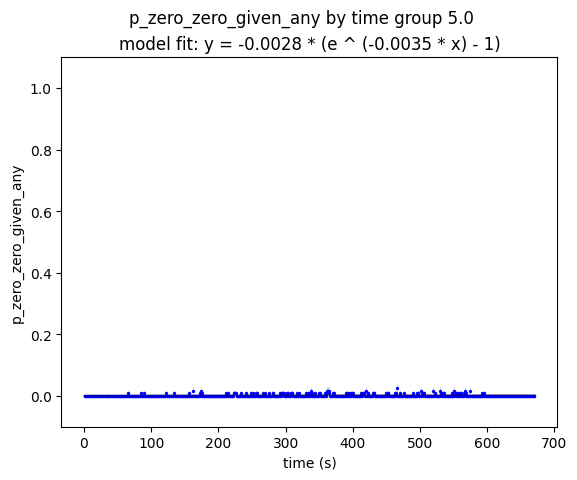 p_zero_zero_given_any by time group 5.0
model fit: y = -0.0028 * (e ^ (-0.0035 * x) - 1)
1.0
0.8
0.6
0.4
0.2
0.0
p_zero_zero_given_any
0 100 200 300 400 500 600 700
time (s)